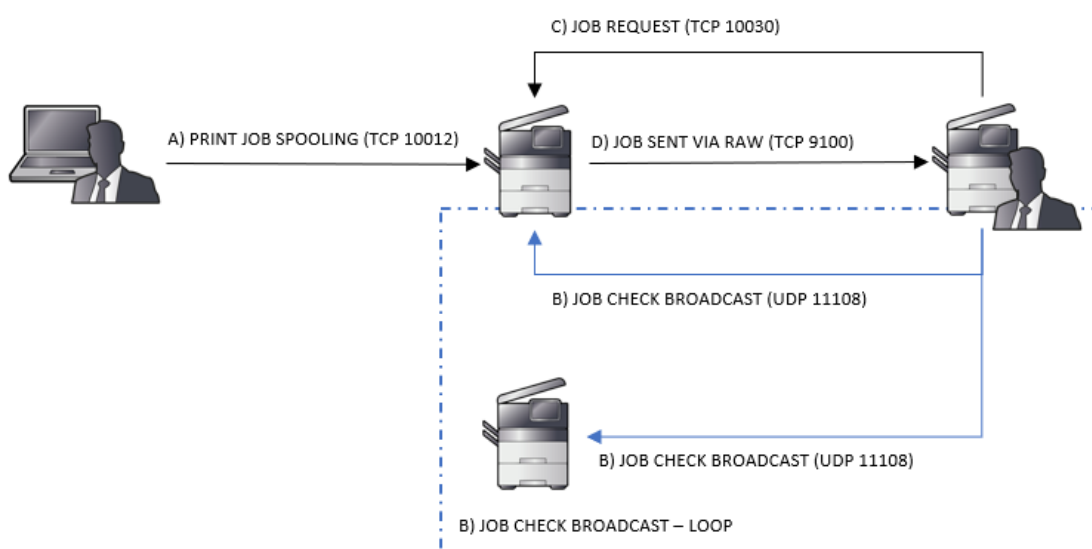 C) JOB REQUEST (TCP 10030)
A) PRINT JOB SPOOLING (TCP 10012)
D) JOB SENT VIA RAW (TCP 9100)
B) JOB CHECK BROADCAST (UDP 11108)
B) JOB CHECK BROADCAST (UDP 11108)
B) JOB CHECK BROADCAST – LOOP